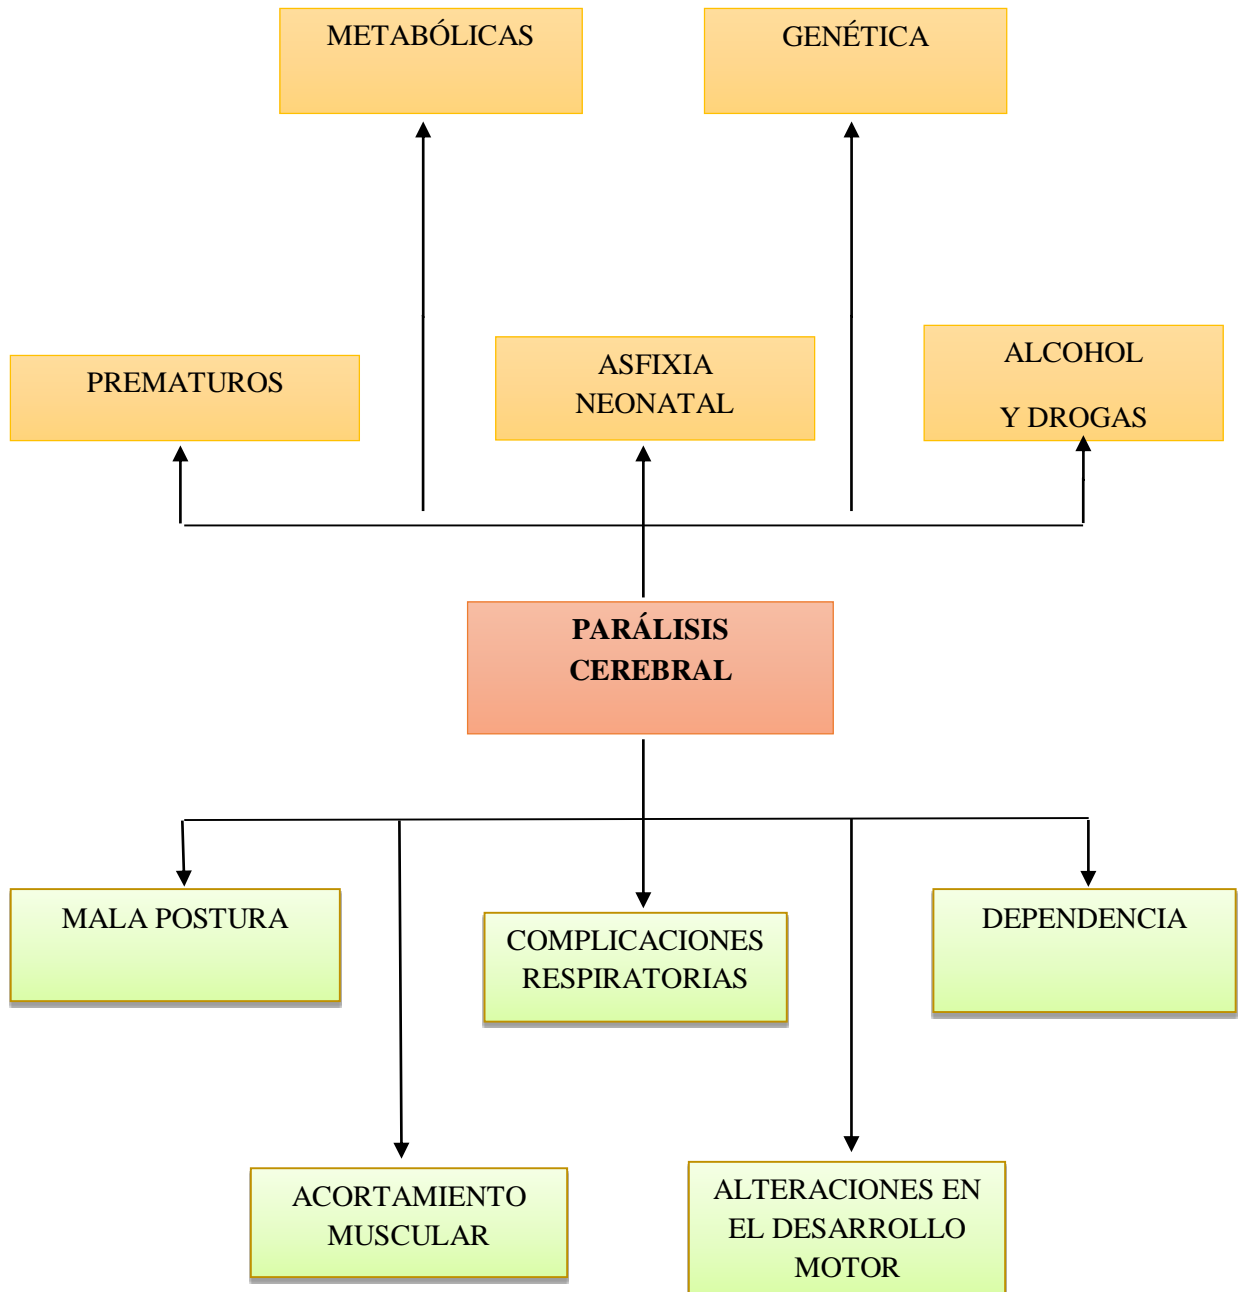 METABÓLICAS
GENÉTICA
PREMATUROS
ASFIXIA
NEONATAL
ALCOHOL
Y DROGAS
PARÁLISIS
CEREBRAL
MALA POSTURA
COMPLICACIONES
RESPIRATORIAS
DEPENDENCIA
ACORTAMIENTO
MUSCULAR
ALTERACIONES EN
EL DESARROLLO
MOTOR